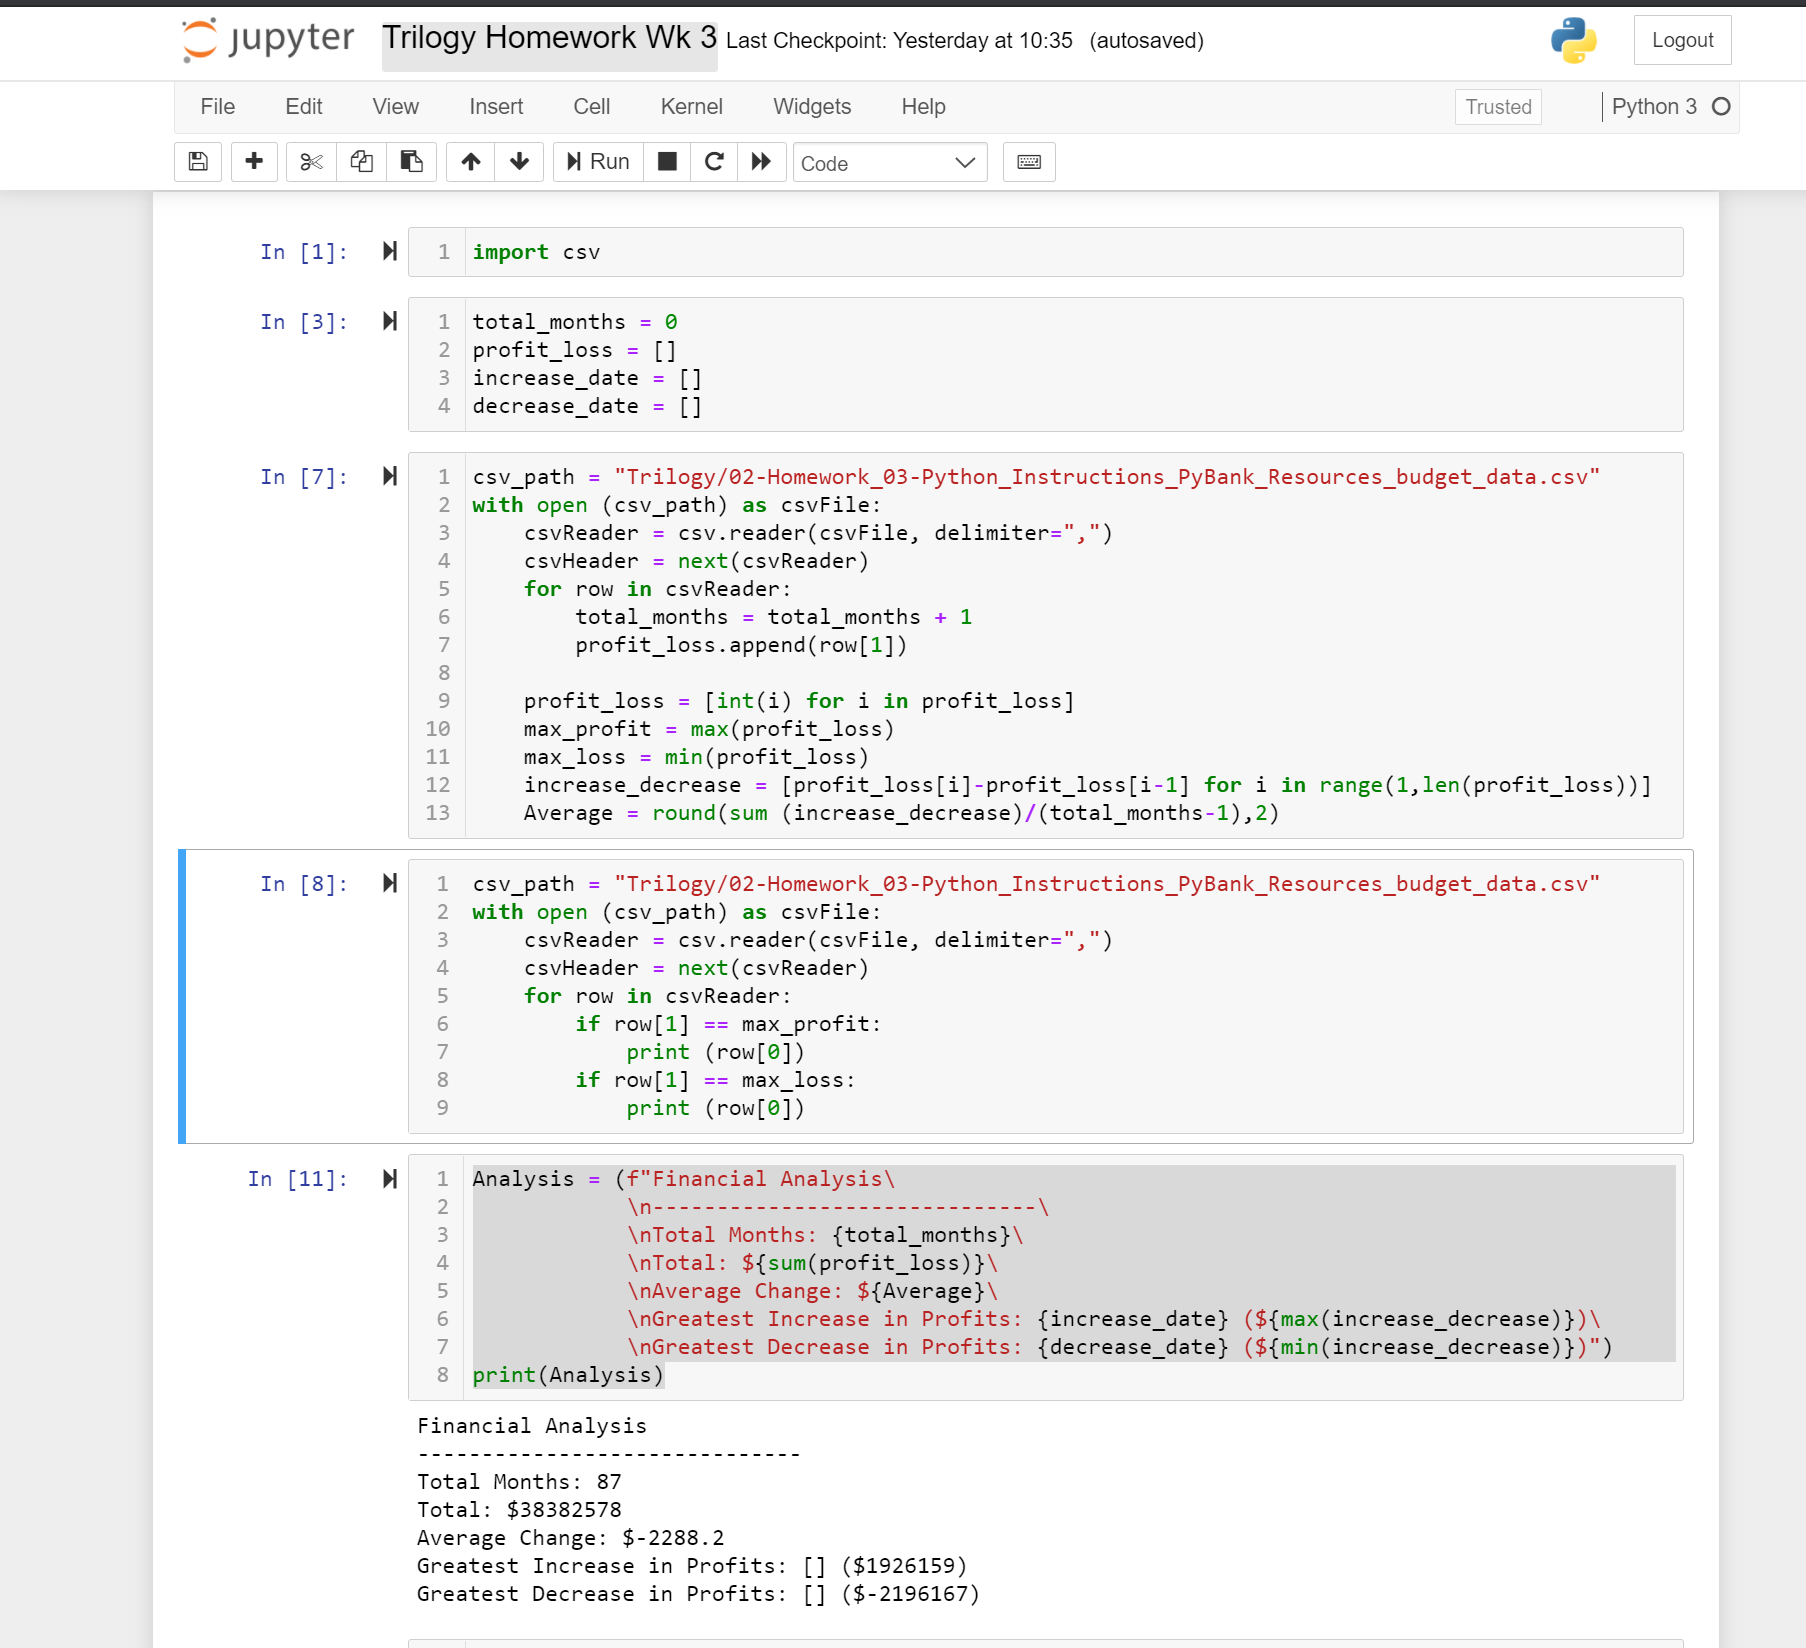 jupyter Trilogy Homework Wk 3 Last Checkpoint: Yesterday at 10:35 (autosaved) Logout
File Edit View Insert Cell Kernel Widgets Help Trusted Python 3
Run Code
In [1]: 1 import csv
In [3]: 1 total_months = 0
2 profit_loss = []
3 increase_date = []
4 decrease_date = []
In [7]: 1 csv_path = "Trilogy/02-Homework_03-Python_Instructions_PyBank_Resources_budget_data.csv"
2 with open (csv_path) as csvFile:
3     csvReader = csv.reader(csvFile, delimiter=",")
4     csvHeader = next(csvReader)
5     for row in csvReader:
6         total_months = total_months + 1
7         profit_loss.append(row[1])
8
9     profit_loss = [int(i) for i in profit_loss]
10     max_profit = max(profit_loss)
11     max_loss = min(profit_loss)
12     increase_decrease = [profit_loss[i]-profit_loss[i-1] for i in range(1,len(profit_loss))]
13     Average = round(sum (increase_decrease)/(total_months-1),2)
In [8]: 1 csv_path = "Trilogy/02-Homework_03-Python_Instructions_PyBank_Resources_budget_data.csv"
2 with open (csv_path) as csvFile:
3     csvReader = csv.reader(csvFile, delimiter=",")
4     csvHeader = next(csvReader)
5     for row in csvReader:
6         if row[1] == max_profit:
7             print (row[0])
8         if row[1] == max_loss:
9             print (row[0])
In [11]: 1 Analysis = (f"Financial Analysis\
2             \n------------------------------\
3             \nTotal Months: {total_months}\
4             \nTotal: ${sum(profit_loss)}\
5             \nAverage Change: ${Average}\
6             \nGreatest Increase in Profits: {increase_date} (${max(increase_decrease)})\
7             \nGreatest Decrease in Profits: {decrease_date} (${min(increase_decrease)})")
8 print(Analysis)
Financial Analysis
------------------------------
Total Months: 87
Total: $38382578
Average Change: $-2288.2
Greatest Increase in Profits: [] ($1926159)
Greatest Decrease in Profits: [] ($-2196167)